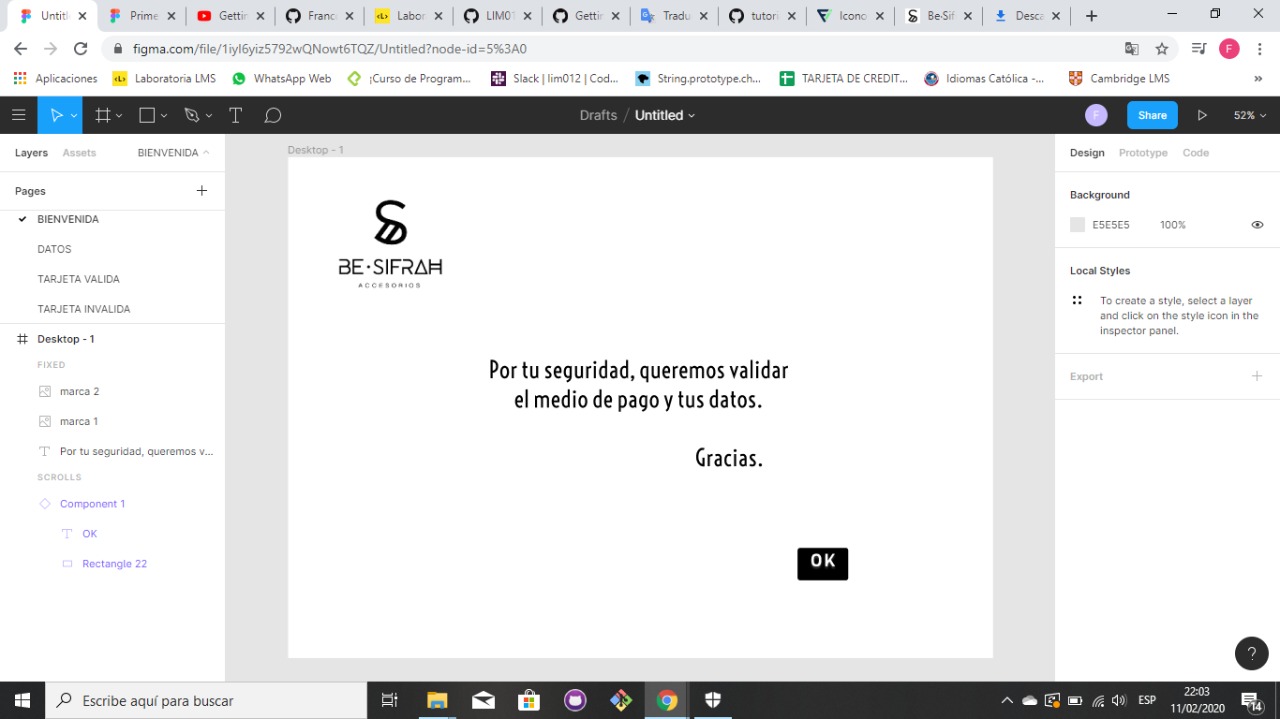 Untitl
Prime
Gettin
Franc
Labor
LIM01
Gettin
Tradu
tutori
Icono
Be·Sif
Desca
figma.com/file/1iyl6yiz5792wQNowt6TQZ/Untitled?node-id=5%3A0
F
Aplicaciones
Laboratoria LMS
WhatsApp Web
¡Curso de Program...
Slack | lim012 | Cod...
String.prototype.ch...
TARJETA DE CREDIT...
Idiomas Católica -...
Cambridge LMS
»
Drafts / Untitled
F
Share
52%
Layers
Assets
BIENVENIDA
Pages
BIENVENIDA
DATOS
TARJETA VALIDA
TARJETA INVALIDA
Desktop - 1
FIXED
marca 2
marca 1
Por tu seguridad, queremos v...
SCROLLS
Component 1
OK
Rectangle 22
Desktop - 1
BE·SIFRAH
ACCESORIOS
Por tu seguridad, queremos validar
el medio de pago y tus datos.
Gracias.
OK
Design
Prototype
Code
Background
E5E5E5
100%
Local Styles
To create a style, select a layer
and click on the style icon in the
inspector panel.
Export
?
Escribe aquí para buscar
ESP
22:03
11/02/2020
14